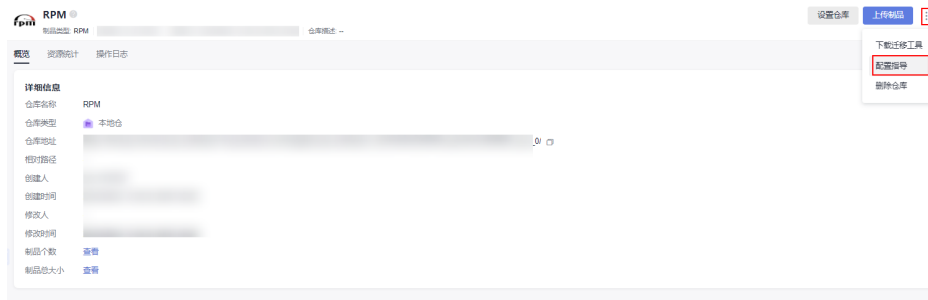 rpm RPM
设置仓库 上传制品
制品类型: RPM 仓库描述: --
下载迁移工具
配置指导
删除仓库
概览 资源统计 操作日志
详细信息
仓库名称 RPM
仓库类型 本地仓
仓库地址 _0/
相对路径
创建人
创建时间
修改人
修改时间
制品个数 查看
制品总大小 查看